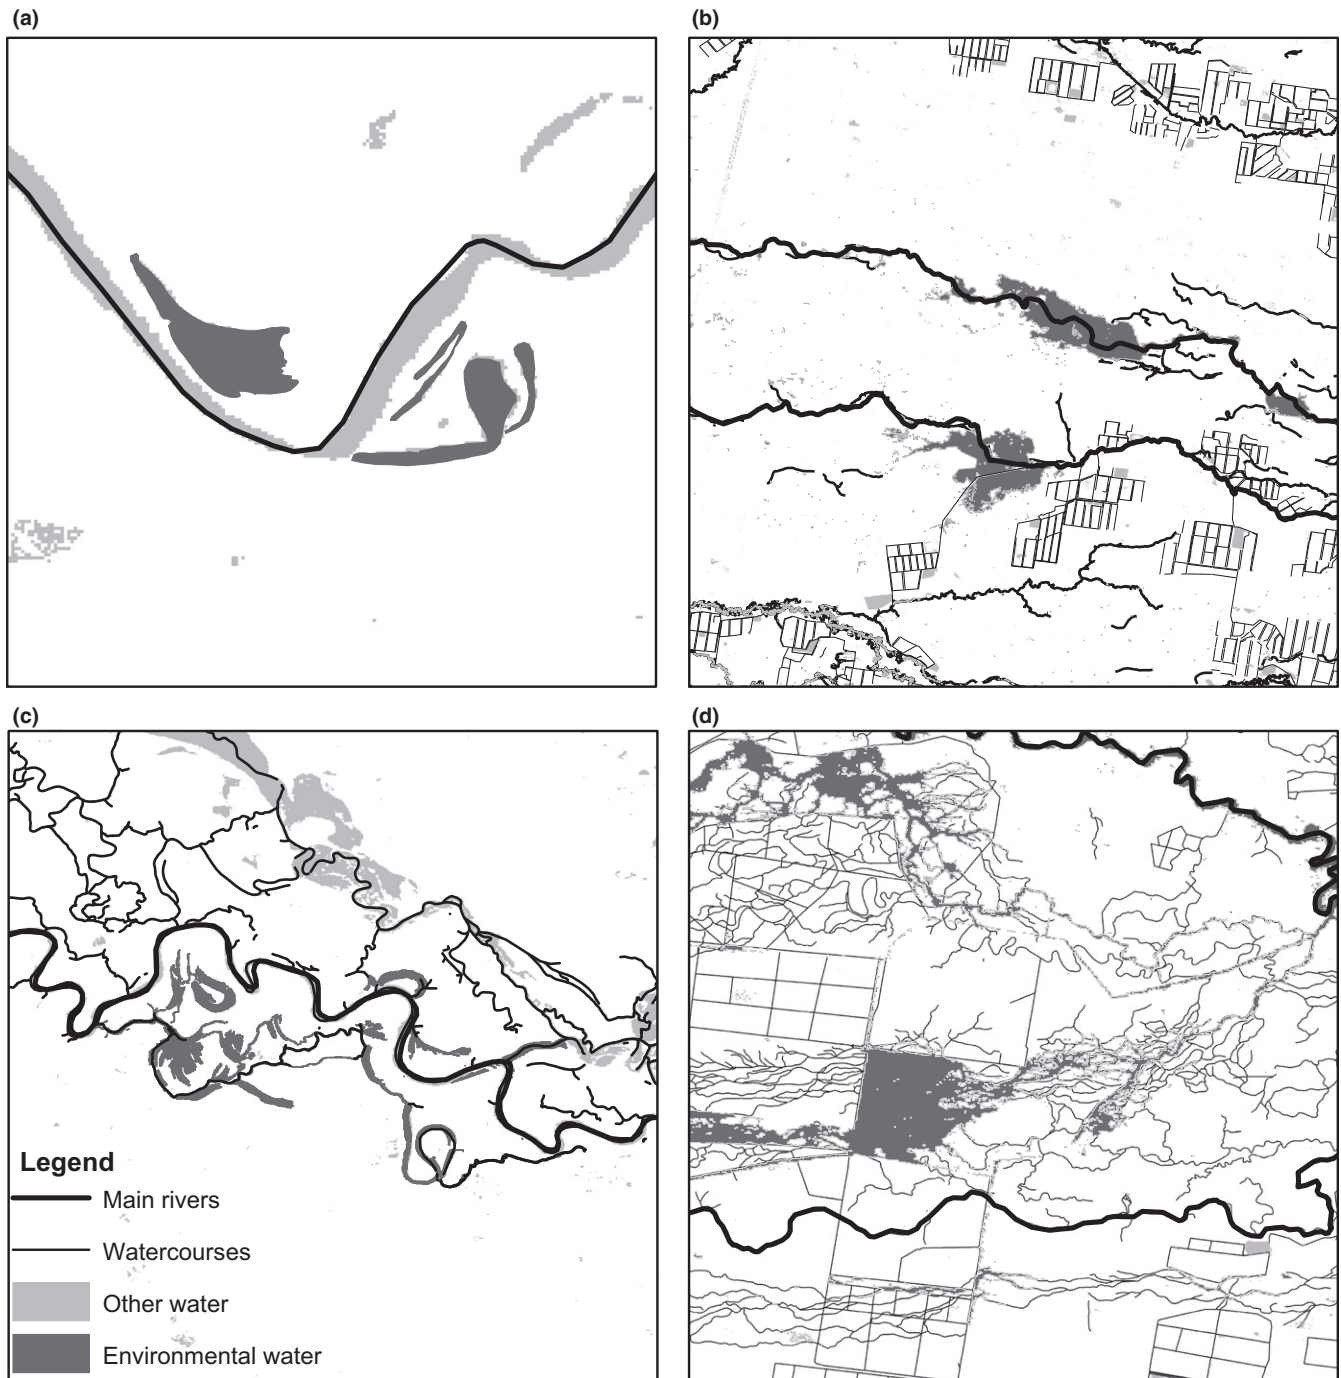 (a)
(b)
(c)
(d)
Legend
Main rivers
Watercourses
Other water
Environmental water